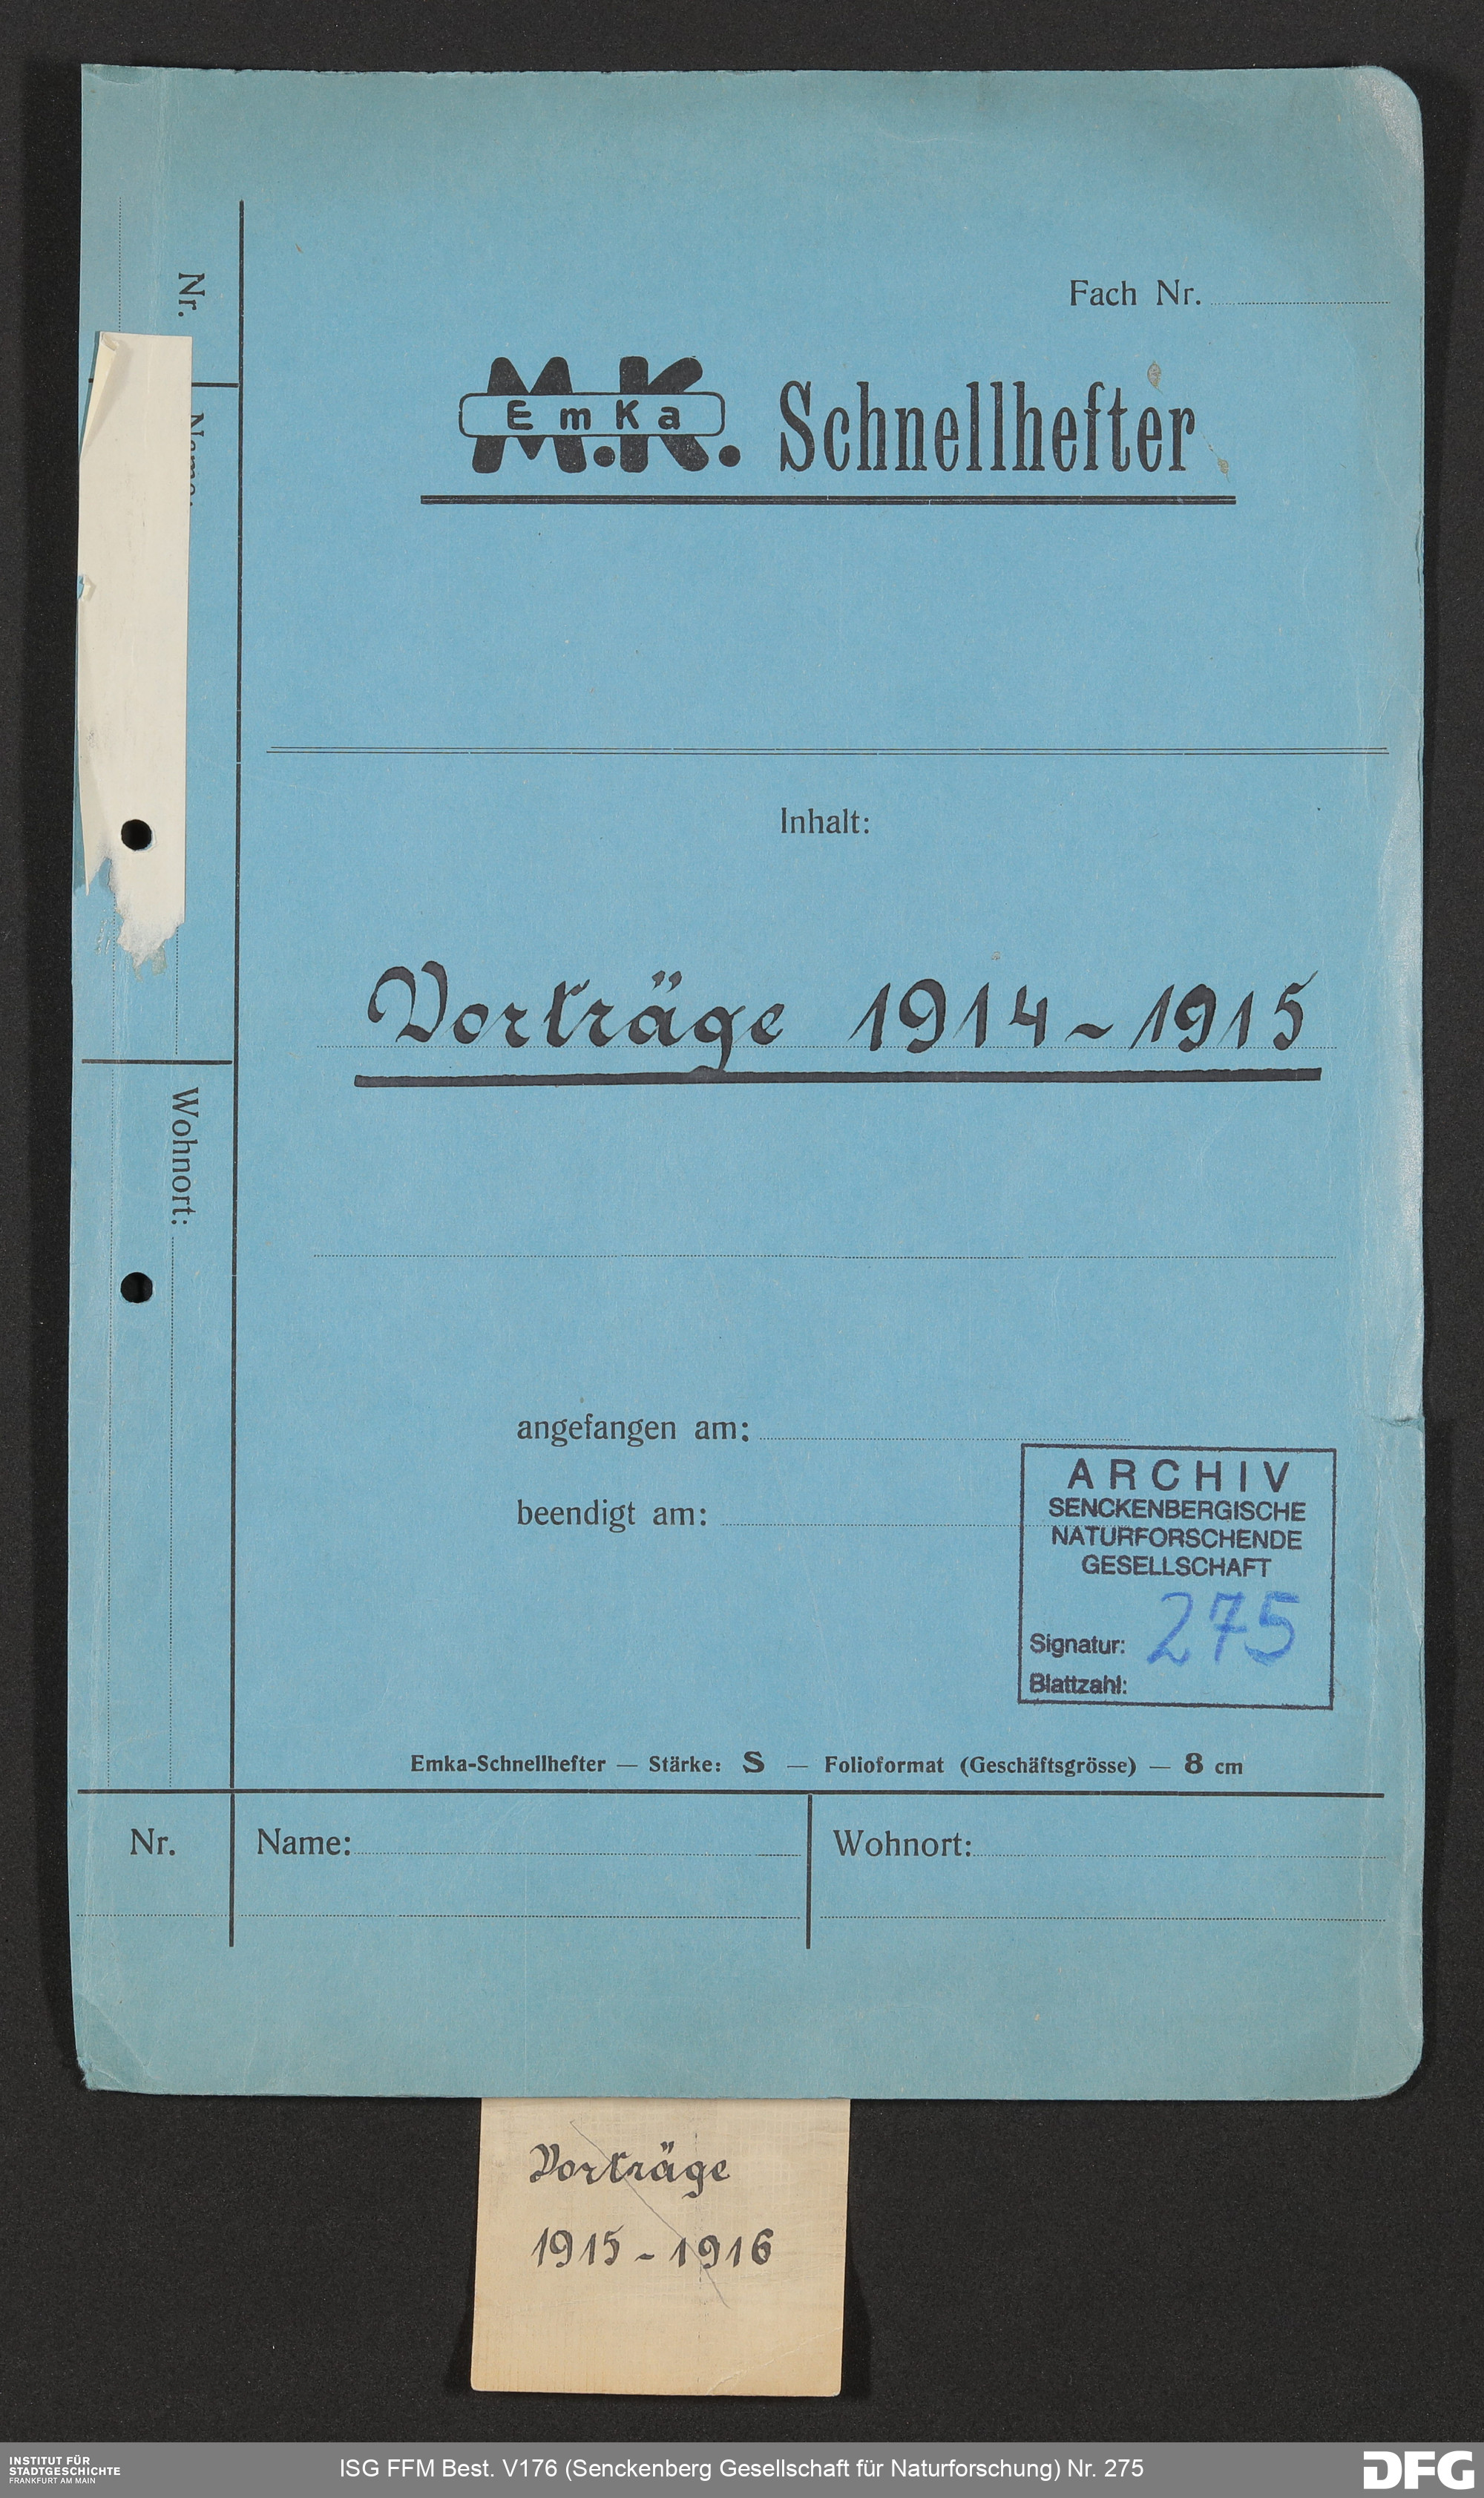 Nr.
Fach Nr.
M.K.
EmKa
Schnellhefter
Name:
Inhalt:
Vorträge 1914 ~ 1915
Wohnort:
angefangen am:
beendigt am:
ARCHIV
SENCKENBERGISCHE
NATURFORSCHENDE
GESELLSCHAFT
Signatur: 275
Blattzahl:
Emka-Schnellhefter — Stärke: S — Folioformat (Geschäftsgrösse) — 8 cm
Nr.
Name:
Wohnort:
Vorträge
1915 - 1916
INSTITUT FÜR
STADTGESCHICHTE
FRANKFURT AM MAIN
ISG FFM Best. V176 (Senckenberg Gesellschaft für Naturforschung) Nr. 275
DFG